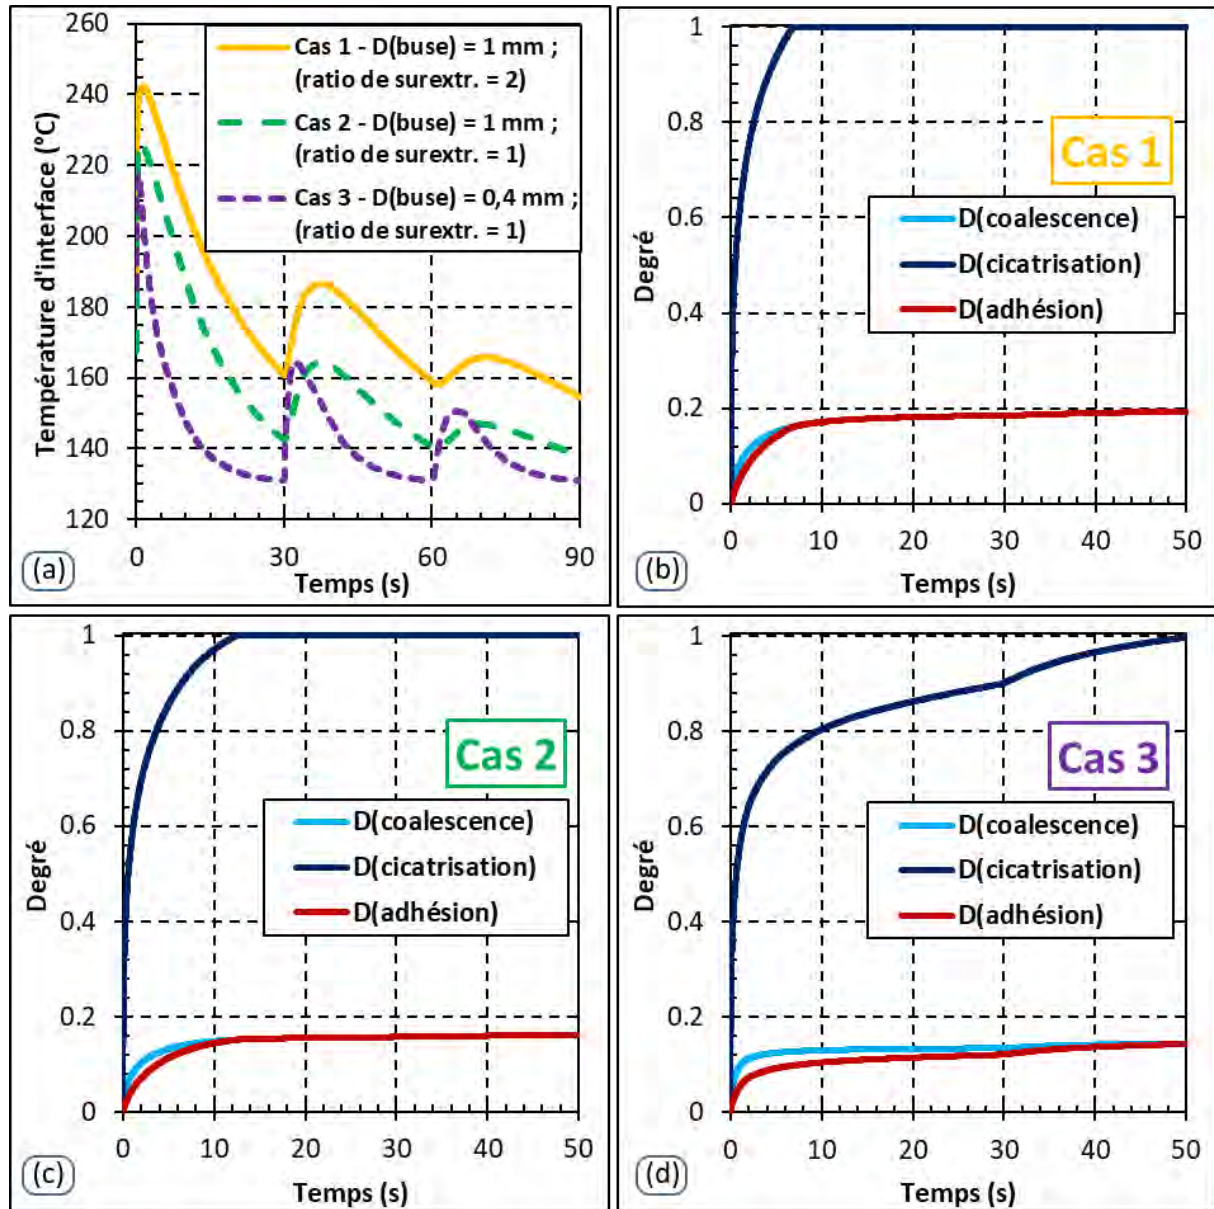 260
240
220
200
180
160
140
120
Température d'interface (°C)
Cas 1 - D(buse) = 1 mm ;
(ratio de surextr. = 2)
Cas 2 - D(buse) = 1 mm ;
(ratio de surextr. = 1)
Cas 3 - D(buse) = 0,4 mm ;
(ratio de surextr. = 1)
0 30 60 90
Temps (s)
(a)
1
0.8
0.6
0.4
0.2
0
Degré
Cas 1
D(coalescence)
D(cicatrisation)
D(adhésion)
0 10 20 30 40 50
Temps (s)
(b)
1
0.8
0.6
0.4
0.2
0
Degré
Cas 2
D(coalescence)
D(cicatrisation)
D(adhésion)
0 10 20 30 40 50
Temps (s)
(c)
1
0.8
0.6
0.4
0.2
0
Degré
Cas 3
D(coalescence)
D(cicatrisation)
D(adhésion)
0 10 20 30 40 50
Temps (s)
(d)